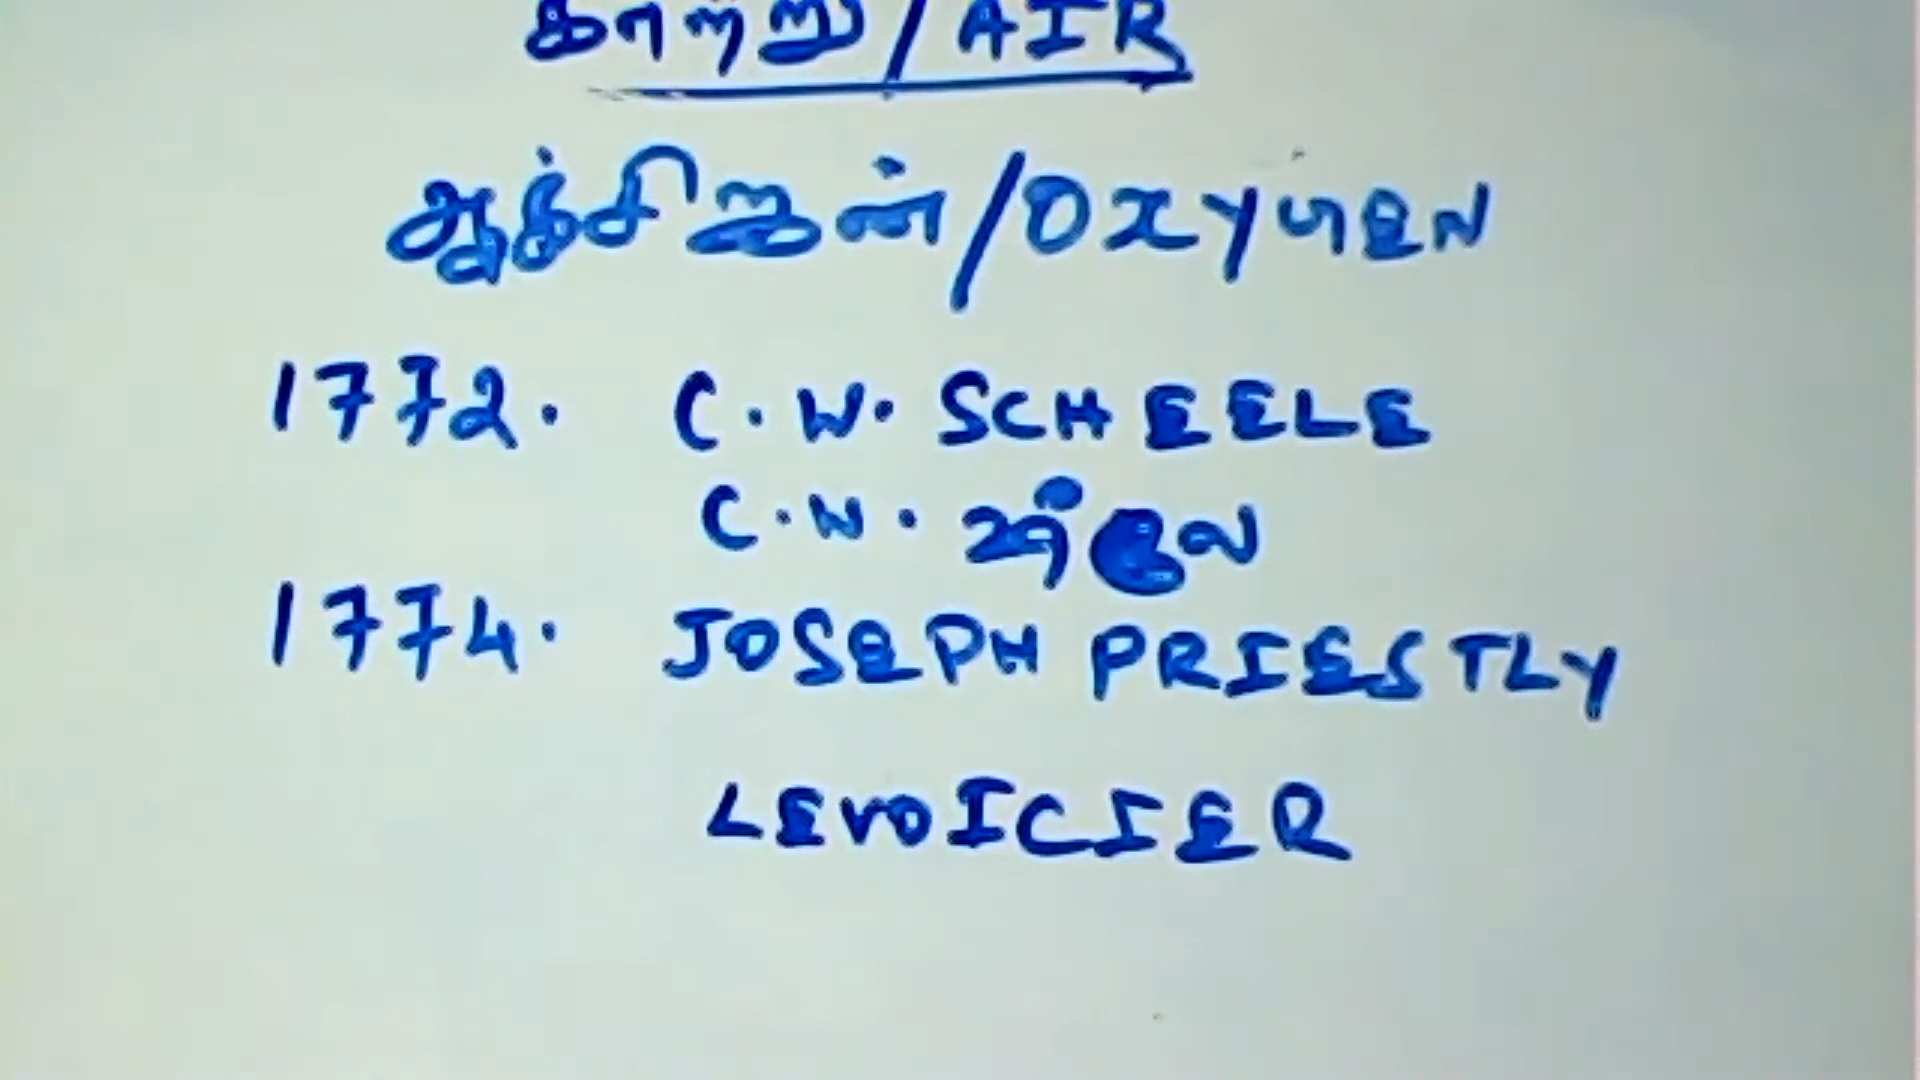 காற்று/AIR
ஆக்சிஜன்/OXYGEN
1772. C.W. SCHEELE
C.W.
1774. JOSEPH PRIESTLY
LEVOICIER